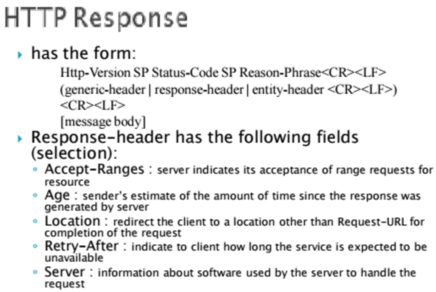 HTTP Response
has the form:
Http-Version SP Status-Code SP Reason-Phrase<CR><LF>
(generic-header | response-header | entity-header <CR><LF>)
<CR><LF>
[message body]
Response-header has the following fields
(selection):
Accept-Ranges : server indicates its acceptance of range requests for
resource
Age : sender's estimate of the amount of time since the response was
generated by server
Location : redirect the client to a location other than Request-URL for
completion of the request
Retry-After : indicate to client how long the service is expected to be
unavailable
Server : information about software used by the server to handle the
request